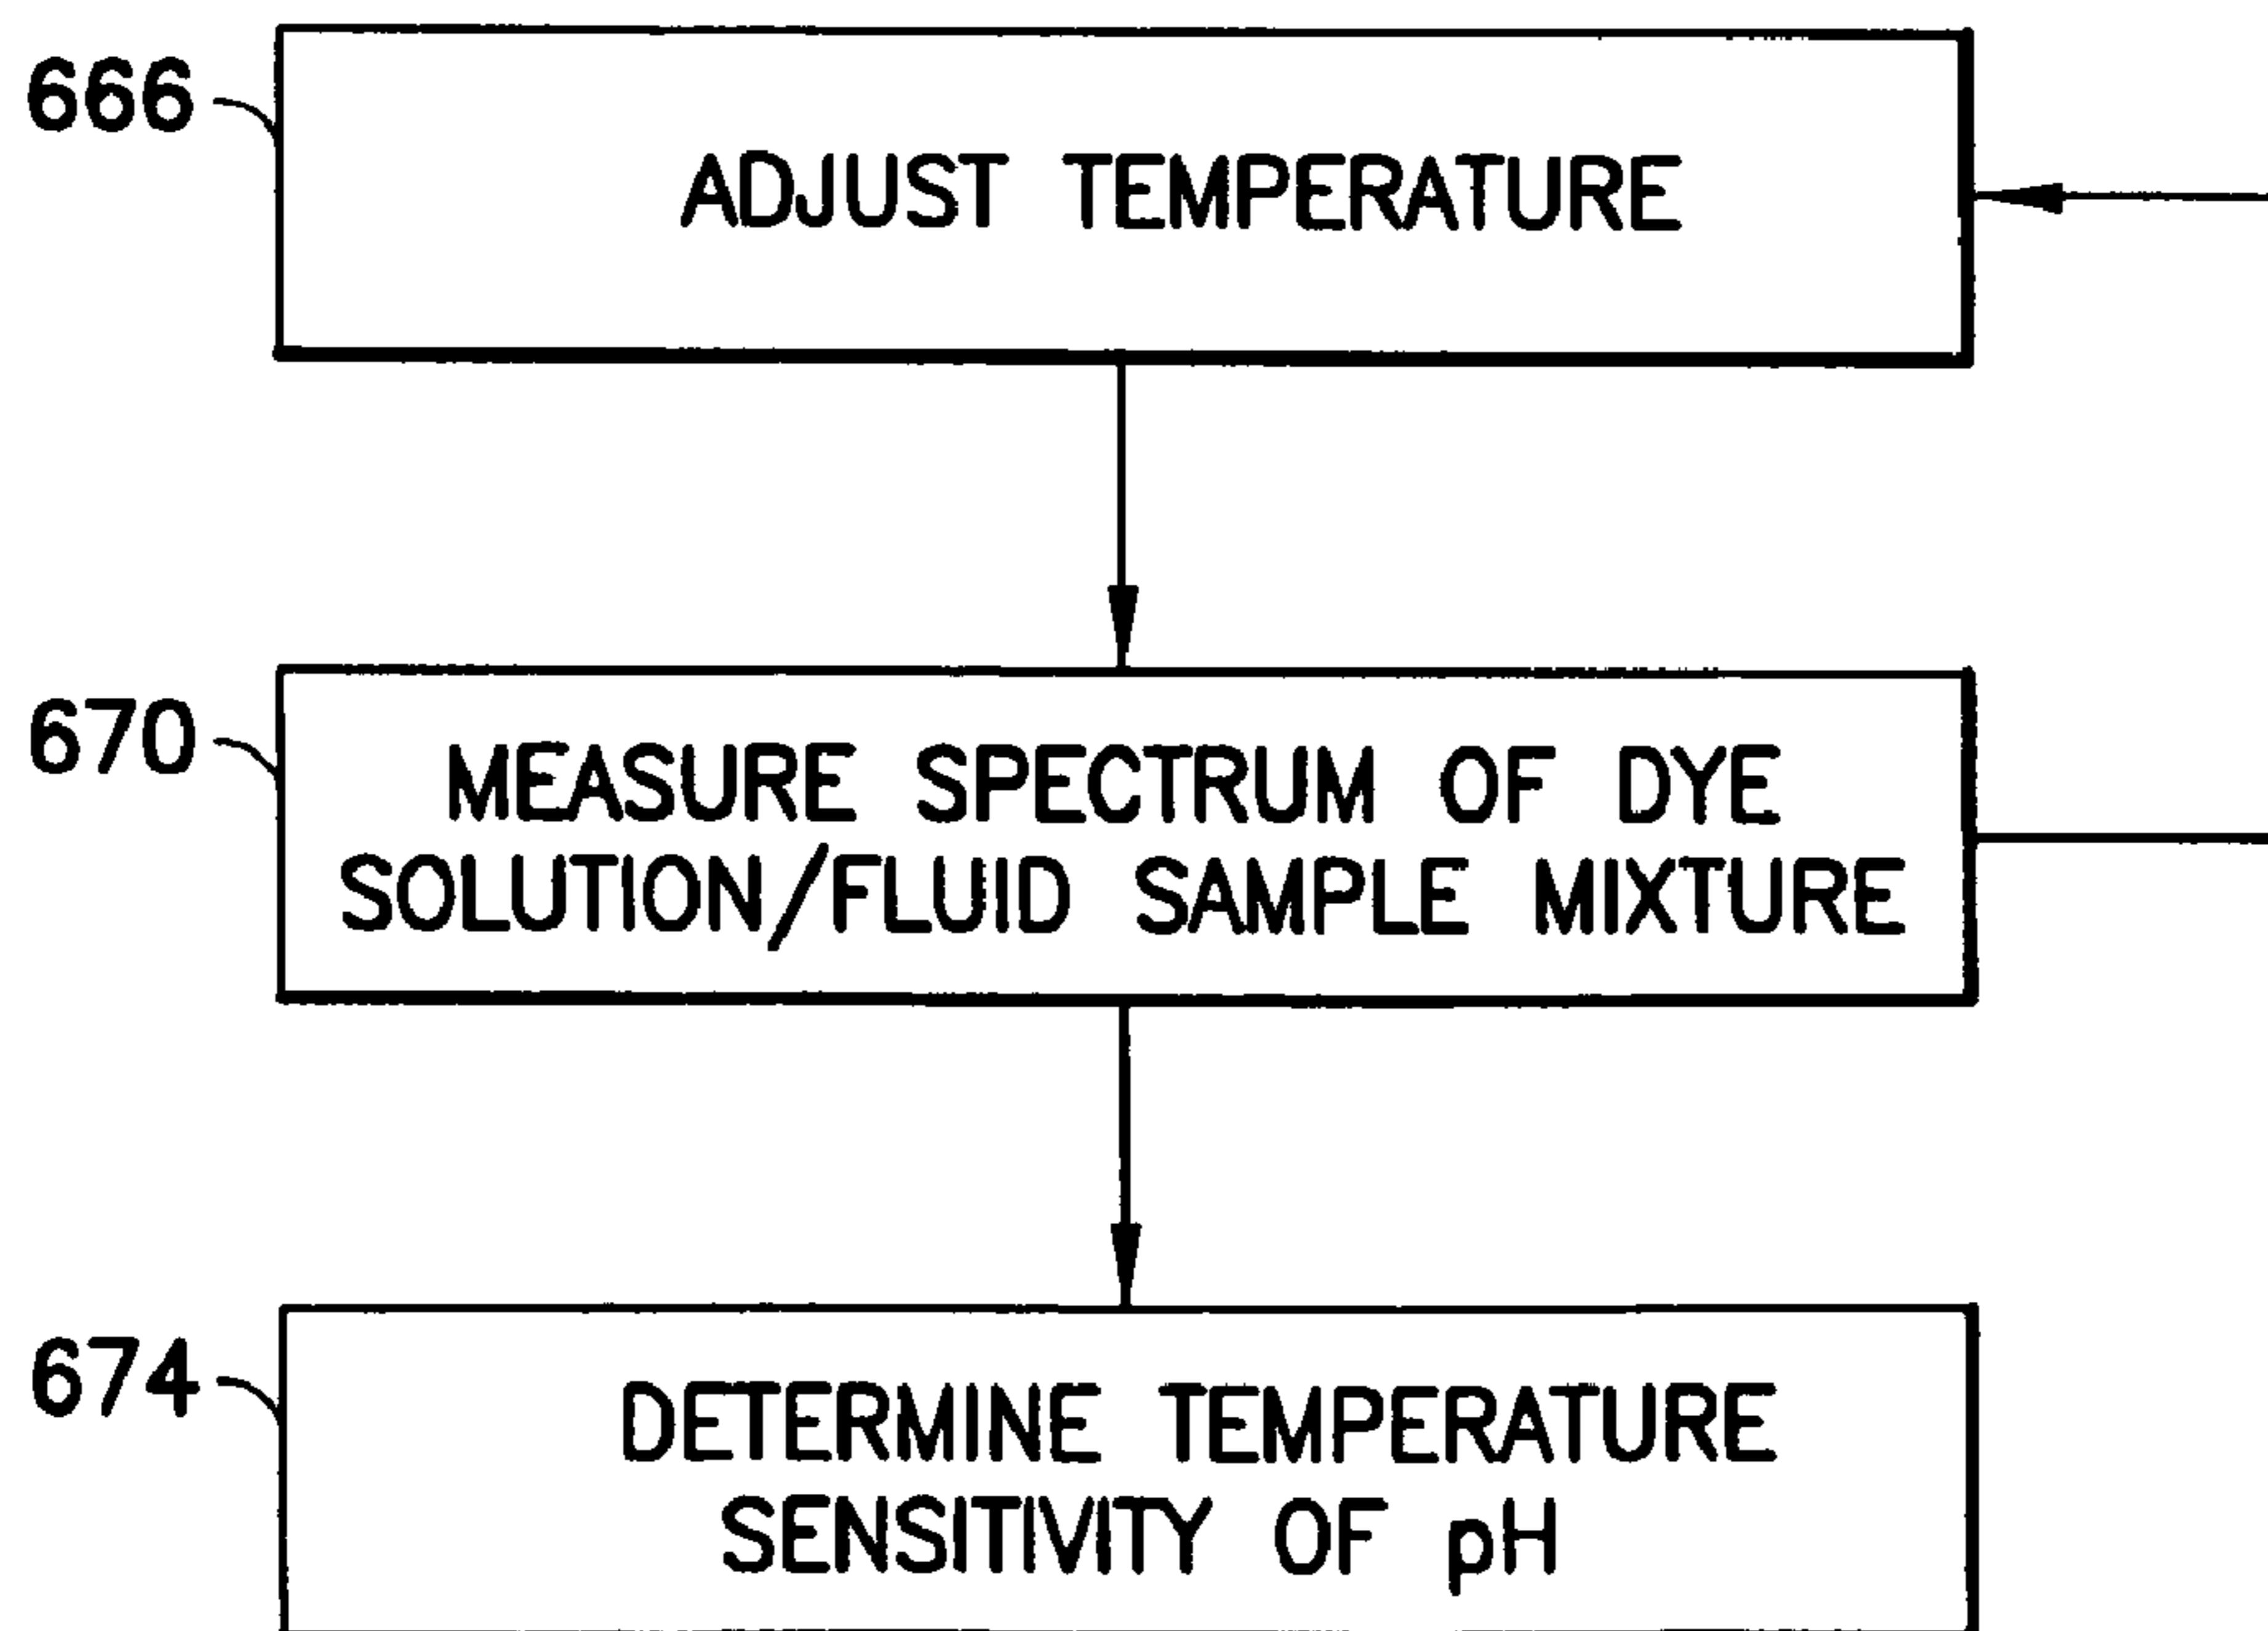 666
ADJUST TEMPERATURE
670
MEASURE SPECTRUM OF DYE
SOLUTION/FLUID SAMPLE MIXTURE
674
DETERMINE TEMPERATURE
SENSITIVITY OF pH